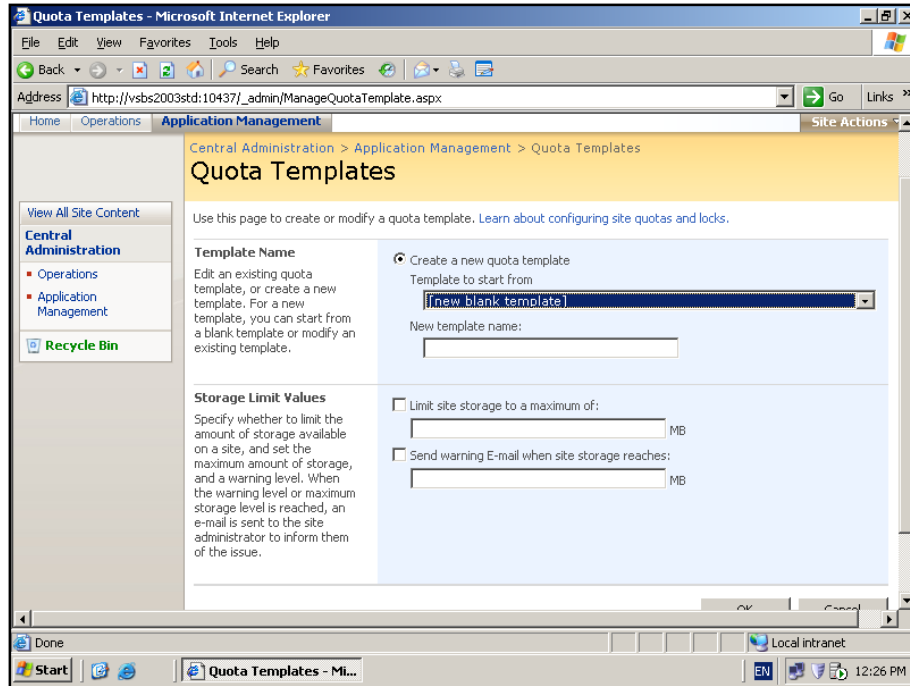 Quota Templates - Microsoft Internet Explorer
File Edit View Favorites Tools Help
Back Search Favorites
Address http://vsbs2003std:10437/_admin/ManageQuotaTemplate.aspx Go Links »
Home Operations Application Management Site Actions
Central Administration > Application Management > Quota Templates
Quota Templates
View All Site Content
Central
Administration
Operations
Application
Management
Recycle Bin
Use this page to create or modify a quota template. Learn about configuring site quotas and locks.
Template Name
Edit an existing quota
template, or create a new
template. For a new
template, you can start from
a blank template or modify an
existing template.
Create a new quota template
Template to start from
[new blank template]
New template name:
Storage Limit Values
Specify whether to limit the
amount of storage available
on a site, and set the
maximum amount of storage,
and a warning level. When
the warning level or maximum
storage level is reached, an
e-mail is sent to the site
administrator to inform them
of the issue.
Limit site storage to a maximum of:
MB
Send warning E-mail when site storage reaches:
MB
OK Cancel
Done Local intranet
Start Quota Templates - Mi... EN 12:26 PM